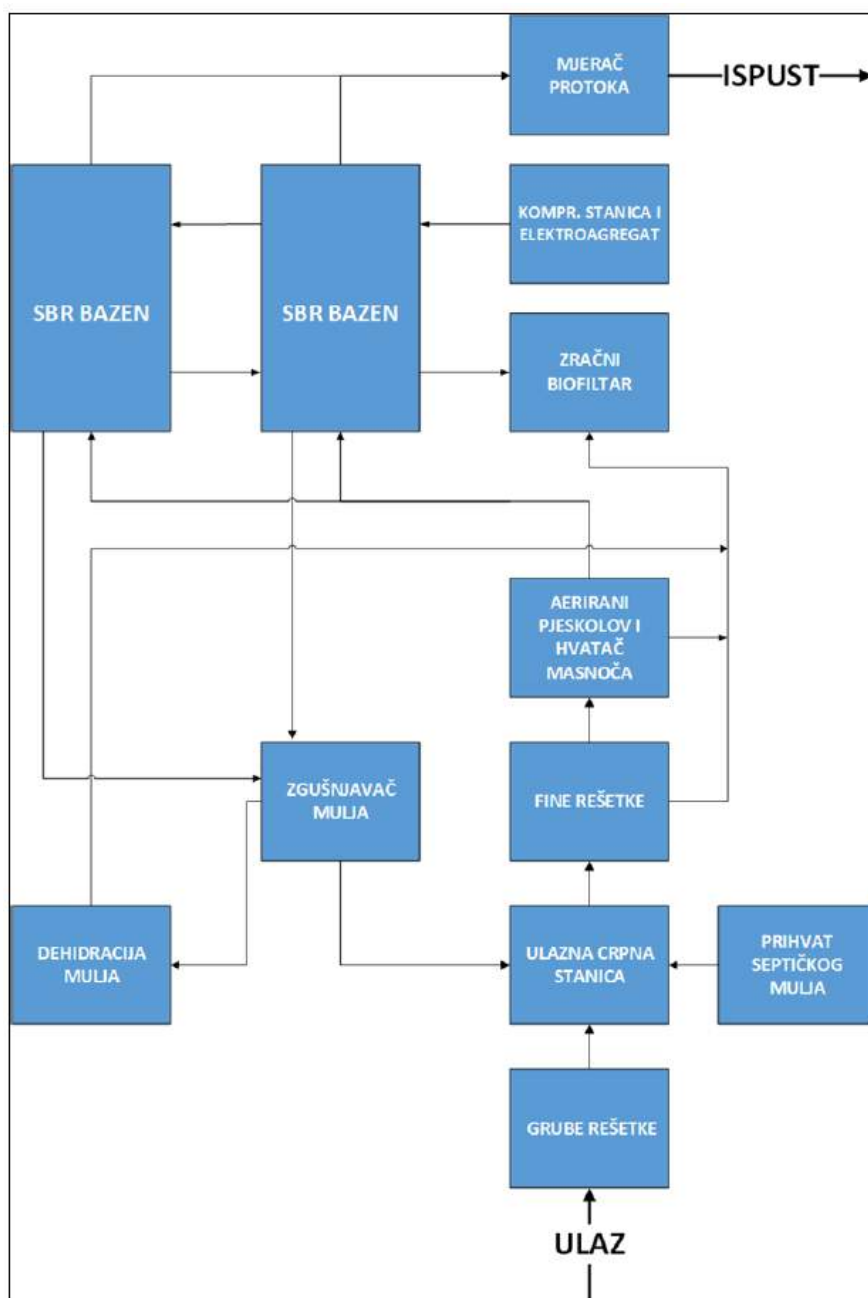 MJERAČ
PROTOKA
ISPUST
KOMPR. STANICA I
ELEKTROAGREGAT
SBR BAZEN
SBR BAZEN
ZRAČNI
BIOFILTAR
AERIRANI
PJESKOLOV I
HVATAČ
MASNOČA
ZGUŠNJAVAČ
MULJA
FINE REŠETKE
DEHIDRACIJA
MULJA
ULAZNA CRPNA
STANICA
PRIHVAT
SEPTIČKOG
MULJA
GRUBE REŠETKE
ULAZ